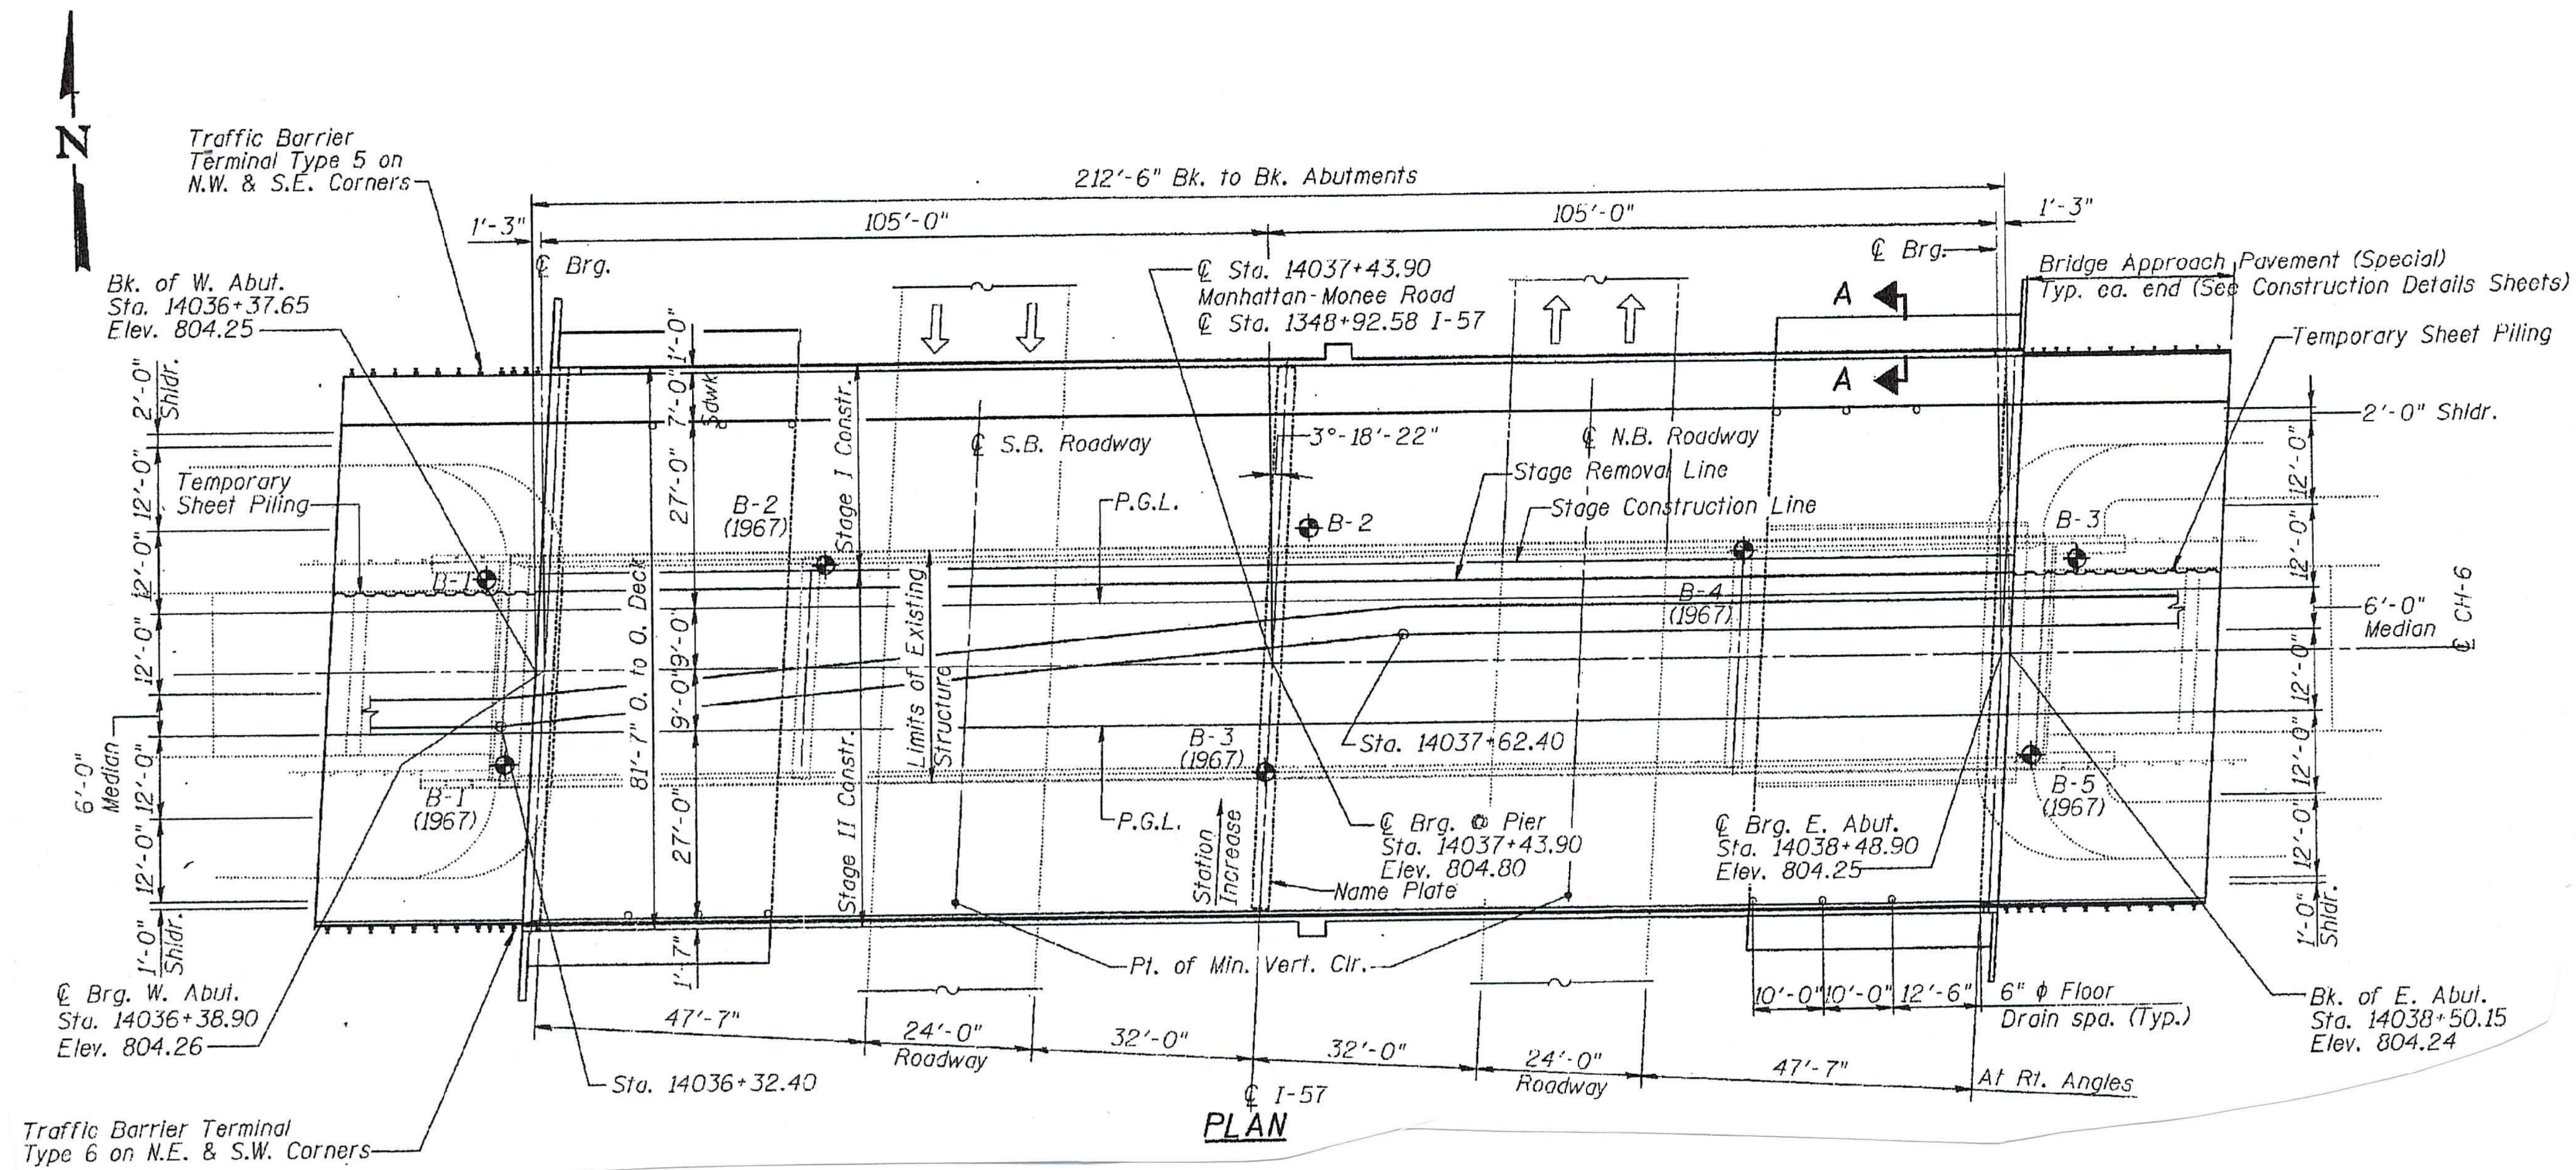 N
Traffic Barrier
Terminal Type 5 on
N.W. & S.E. Corners
212'-6" Bk. to Bk. Abutments
1'-3"
105'-0"
105'-0"
1'-3"
℄ Brg.
℄ Brg.
Bk. of W. Abut.
Sta. 14036+37.65
Elev. 804.25
℄ Sta. 14037+43.90
Manhattan-Monee Road
℄ Sta. 1348+92.58 I-57
A
A
Bridge Approach Pavement (Special)
Typ. ea. end (See Construction Details Sheets)
Temporary Sheet Piling
2'-0"
Shldr.
12'-0"
12'-0"
12'-0"
6'-0"
Median
12'-0"
12'-0"
1'-0"
Shldr.
Temporary
Sheet Piling
1'-0"
7'-0"
Sdwk
27'-0"
9'-0"
9'-0"
27'-0"
1'-7"
81'-7" O. to O. Deck
Stage I Constr.
Stage II Constr.
Limits of Existing
Structure
℄ S.B. Roadway
3°-18'-22"
℄ N.B. Roadway
Stage Removal Line
Stage Construction Line
P.G.L.
B-1
B-2
(1967)
B-2
B-3
B-4
(1967)
2'-0" Shldr.
12'-0"
12'-0"
6'-0"
Median
℄ CH-6
12'-0"
12'-0"
12'-0"
1'-0"
Shldr.
B-1
(1967)
B-3
(1967)
Sta. 14037+62.40
B-5
(1967)
P.G.L.
Station
Increase
℄ Brg. @ Pier
Sta. 14037+43.90
Elev. 804.80
Name Plate
℄ Brg. E. Abut.
Sta. 14038+48.90
Elev. 804.25
Pt. of Min. Vert. Clr.
℄ Brg. W. Abut.
Sta. 14036+38.90
Elev. 804.26
Sta. 14036+32.40
10'-0"
10'-0"
12'-6"
6" ϕ Floor
Drain spa. (Typ.)
Bk. of E. Abut.
Sta. 14038+50.15
Elev. 804.24
47'-7"
24'-0"
Roadway
32'-0"
32'-0"
24'-0"
Roadway
47'-7"
At Rt. Angles
℄ I-57
PLAN
Traffic Barrier Terminal
Type 6 on N.E. & S.W. Corners